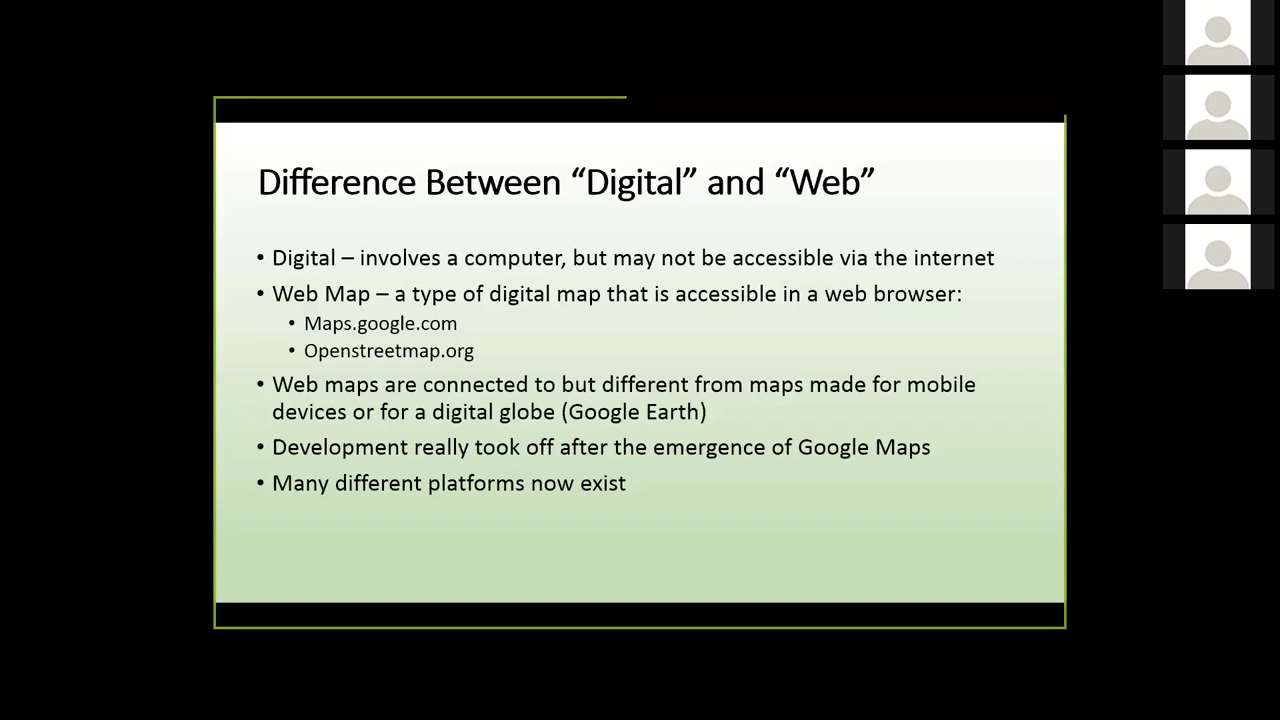 Difference Between “Digital” and “Web”
• Digital – involves a computer, but may not be accessible via the internet
• Web Map – a type of digital map that is accessible in a web browser:
• Maps.google.com
• Openstreetmap.org
• Web maps are connected to but different from maps made for mobile
devices or for a digital globe (Google Earth)
• Development really took off after the emergence of Google Maps
• Many different platforms now exist